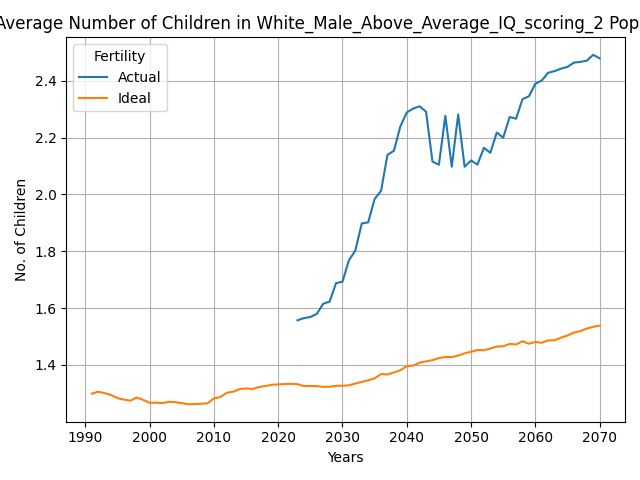 Average Number of Children in White_Male_Above_Average_IQ_scoring_2 Pop
Fertility
Actual
Ideal
2.4
2.2
2.0
1.8
1.6
1.4
No. of Children
1990 2000 2010 2020 2030 2040 2050 2060 2070
Years